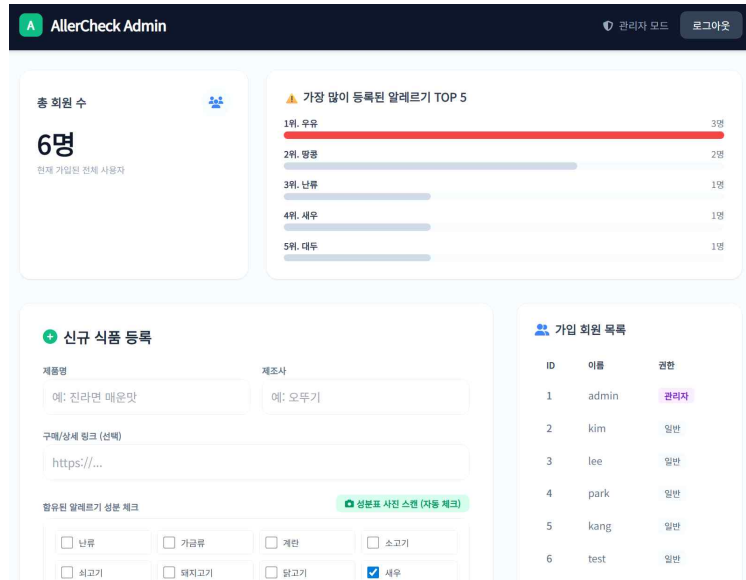 A AllerCheck Admin
관리자 모드
로그아웃
총 회원 수
6명
현재 가입된 전체 사용자
가장 많이 등록된 알레르기 TOP 5
1위. 우유 3명
2위. 땅콩 2명
3위. 난류 1명
4위. 새우 1명
5위. 대두 1명
신규 식품 등록
제품명 제조사
예: 진라면 매운맛 예: 오뚜기
구매/상세 링크 (선택)
https://...
함유된 알레르기 성분 체크
성분표 사진 스캔 (자동 체크)
난류 가금류 계란 소고기
쇠고기 돼지고기 닭고기 새우
가입 회원 목록
ID 이름 권한
1 admin 관리자
2 kim 일반
3 lee 일반
4 park 일반
5 kang 일반
6 test 일반